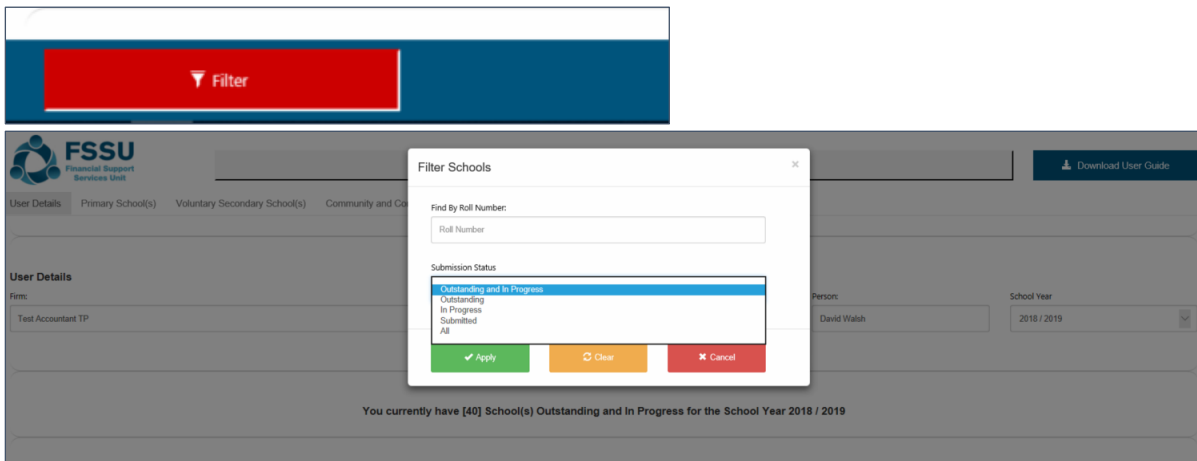 Filter
FSSU
Financial Support
Services Unit
Download User Guide
User Details
Primary School(s)
Voluntary Secondary School(s)
Community and Co
Filter Schools
×
Find By Roll Number:
Roll Number
Submission Status
Outstanding and In Progress
Outstanding
In Progress
Submitted
All
Apply
Clear
Cancel
User Details
Firm:
Test Accountant TP
Person:
David Walsh
School Year
2018 / 2019
You currently have [40] School(s) Outstanding and In Progress for the School Year 2018 / 2019